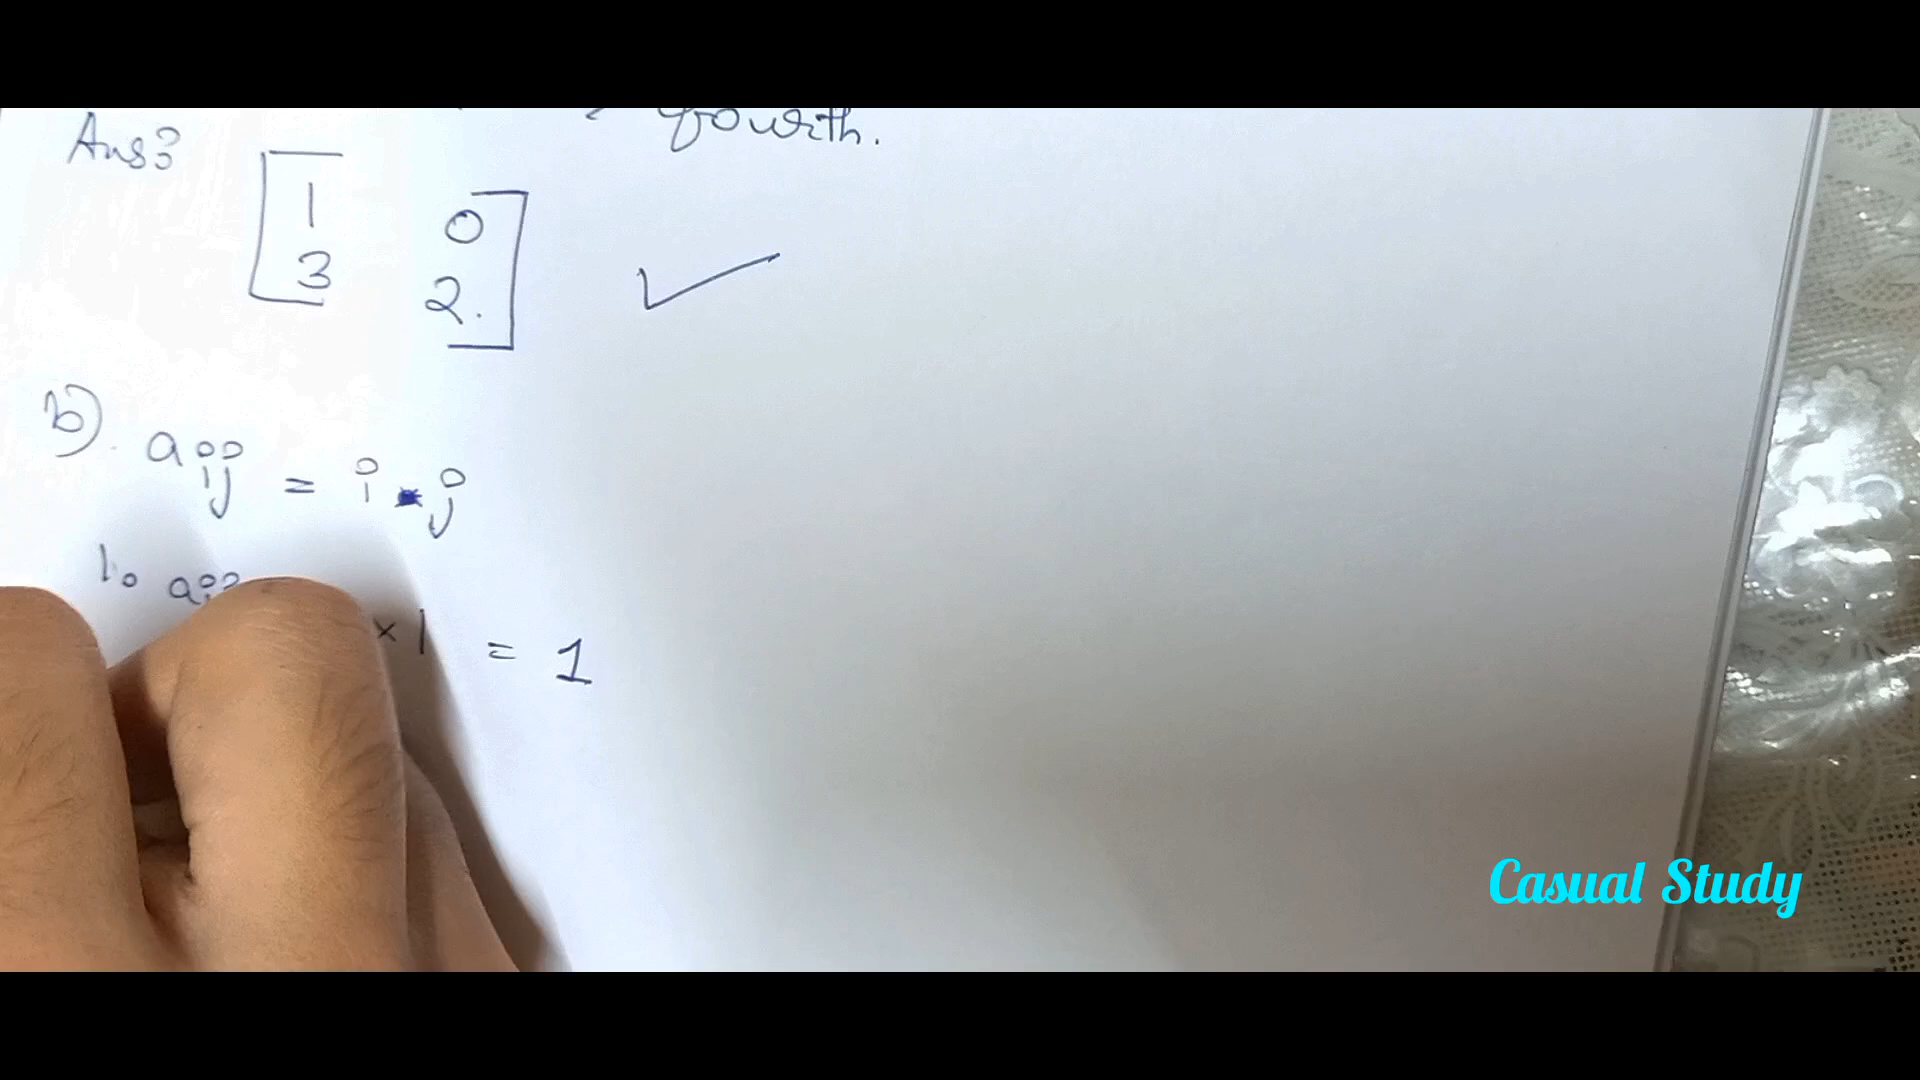 fourth.
Ans:
1 0
3 2.
b). aij = i . j
1. aij × 1 = 1
Casual Study